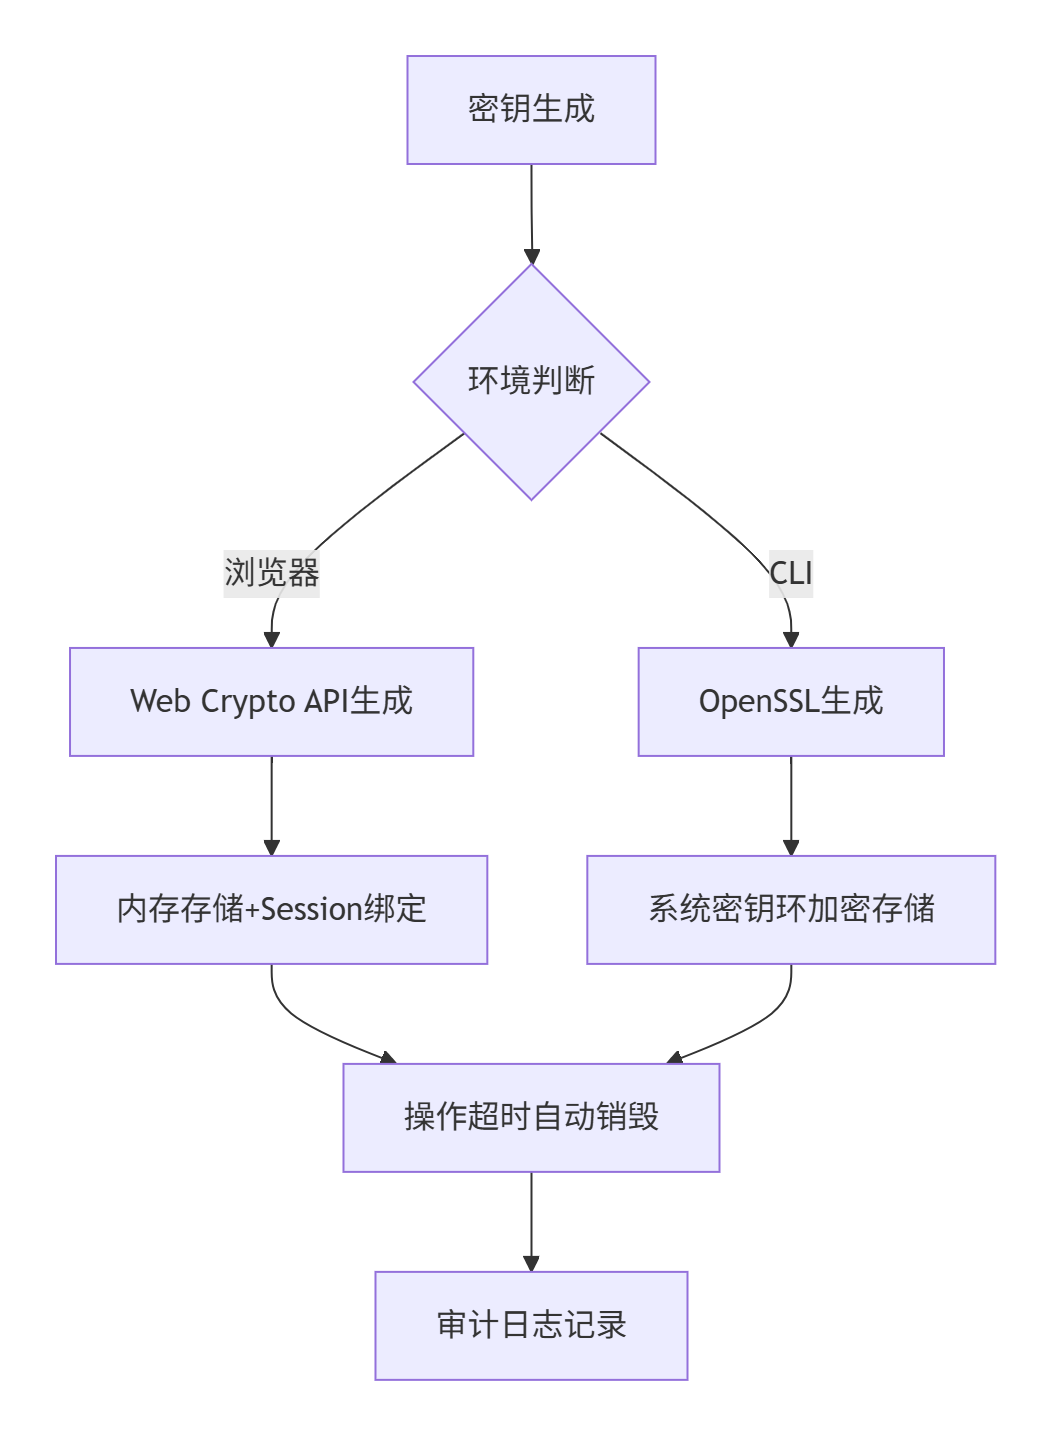 密钥生成
环境判断
浏览器
CLI
Web Crypto API生成
OpenSSL生成
内存存储+Session绑定
系统密钥环加密存储
操作超时自动销毁
审计日志记录